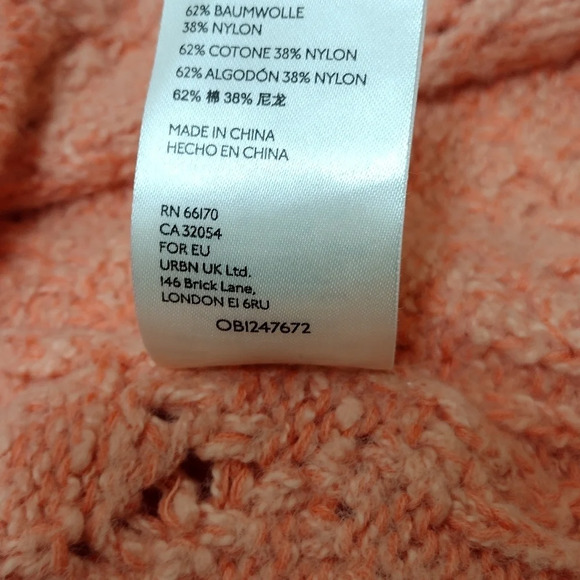 62% BAUMWOLLE
38% NYLON
62% COTONE 38% NYLON
62% ALGODÓN 38% NYLON
62% 棉 38% 尼龙
MADE IN CHINA
HECHO EN CHINA
RN 66170
CA 32054
FOR EU
URBN UK Ltd.
146 Brick Lane,
LONDON E1 6RU
OB1247672